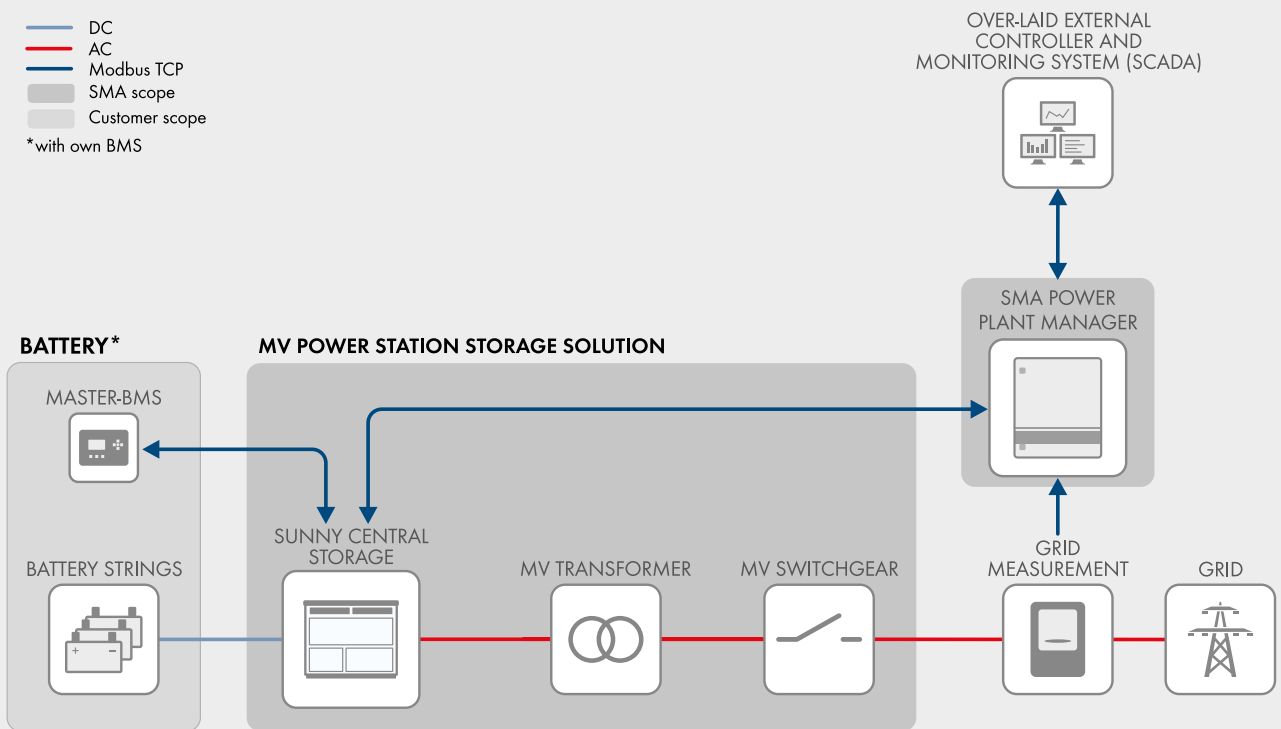 DC
AC
Modbus TCP
SMA scope
Customer scope
*with own BMS
OVER-LAID EXTERNAL
CONTROLLER AND
MONITORING SYSTEM (SCADA)
SMA POWER
PLANT MANAGER
BATTERY*
MV POWER STATION STORAGE SOLUTION
MASTER-BMS
SUNNY CENTRAL
STORAGE
BATTERY STRINGS
MV TRANSFORMER
MV SWITCHGEAR
GRID
MEASUREMENT
GRID
+ −